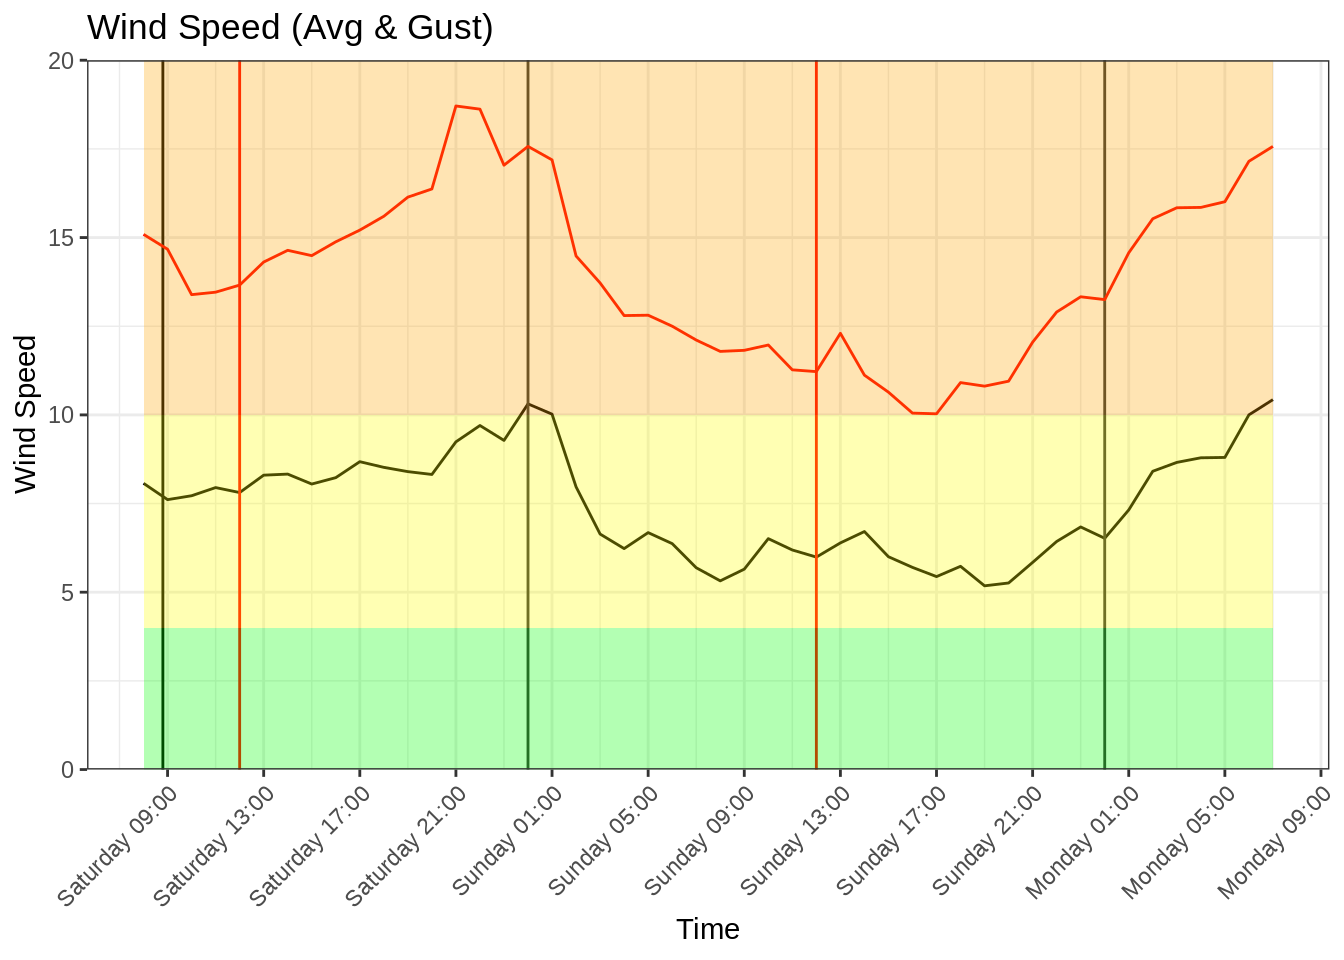 Wind Speed (Avg & Gust)
20
15
10
5
0
Wind Speed
Saturday 09:00
Saturday 13:00
Saturday 17:00
Saturday 21:00
Sunday 01:00
Sunday 05:00
Sunday 09:00
Sunday 13:00
Sunday 17:00
Sunday 21:00
Monday 01:00
Monday 05:00
Monday 09:00
Time